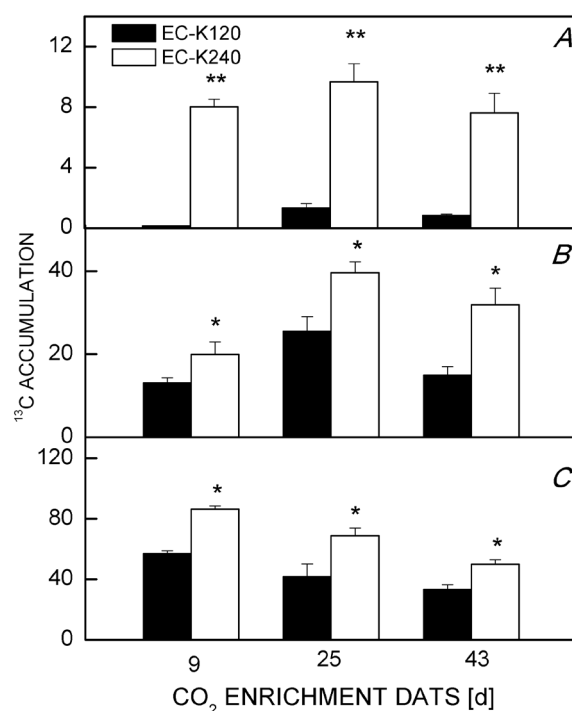 EC-K120
EC-K240
A
12
8
4
0
** ** **
B
40
20
0
* * *
C
120
80
40
0
* * *
¹³C ACCUMULATION
9 25 43
CO₂ ENRICHMENT DATS [d]